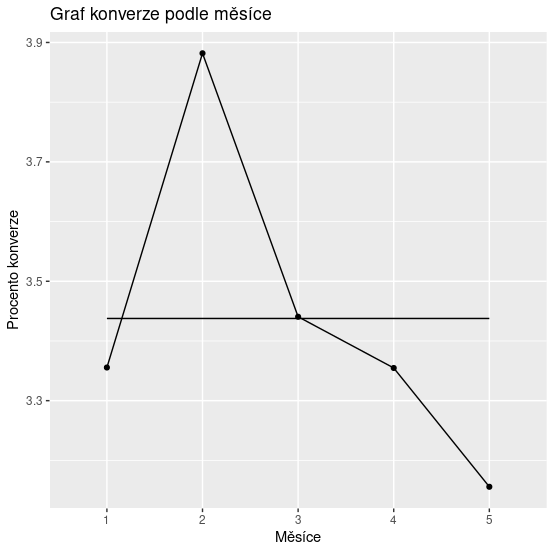 Graf konverze podle měsíce
3.9
3.7
3.5
3.3
Procento konverze
1 2 3 4 5
Měsíce